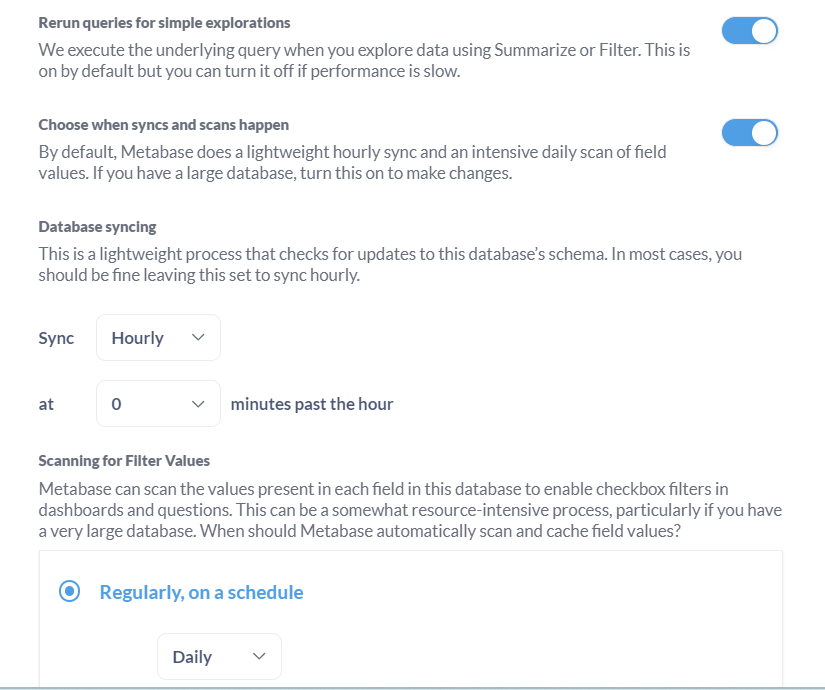 Rerun queries for simple explorations
We execute the underlying query when you explore data using Summarize or Filter. This is
on by default but you can turn it off if performance is slow.
Choose when syncs and scans happen
By default, Metabase does a lightweight hourly sync and an intensive daily scan of field
values. If you have a large database, turn this on to make changes.
Database syncing
This is a lightweight process that checks for updates to this database's schema. In most cases, you
should be fine leaving this set to sync hourly.
Sync Hourly
at 0 minutes past the hour
Scanning for Filter Values
Metabase can scan the values present in each field in this database to enable checkbox filters in
dashboards and questions. This can be a somewhat resource-intensive process, particularly if you have
a very large database. When should Metabase automatically scan and cache field values?
Regularly, on a schedule
Daily